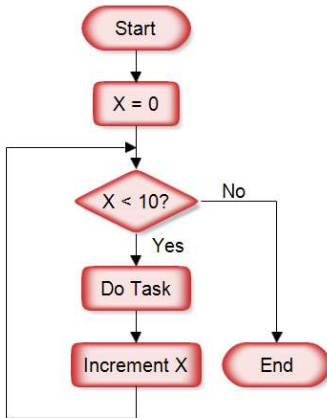 Start
X = 0
X < 10?
No
Yes
Do Task
Increment X
End